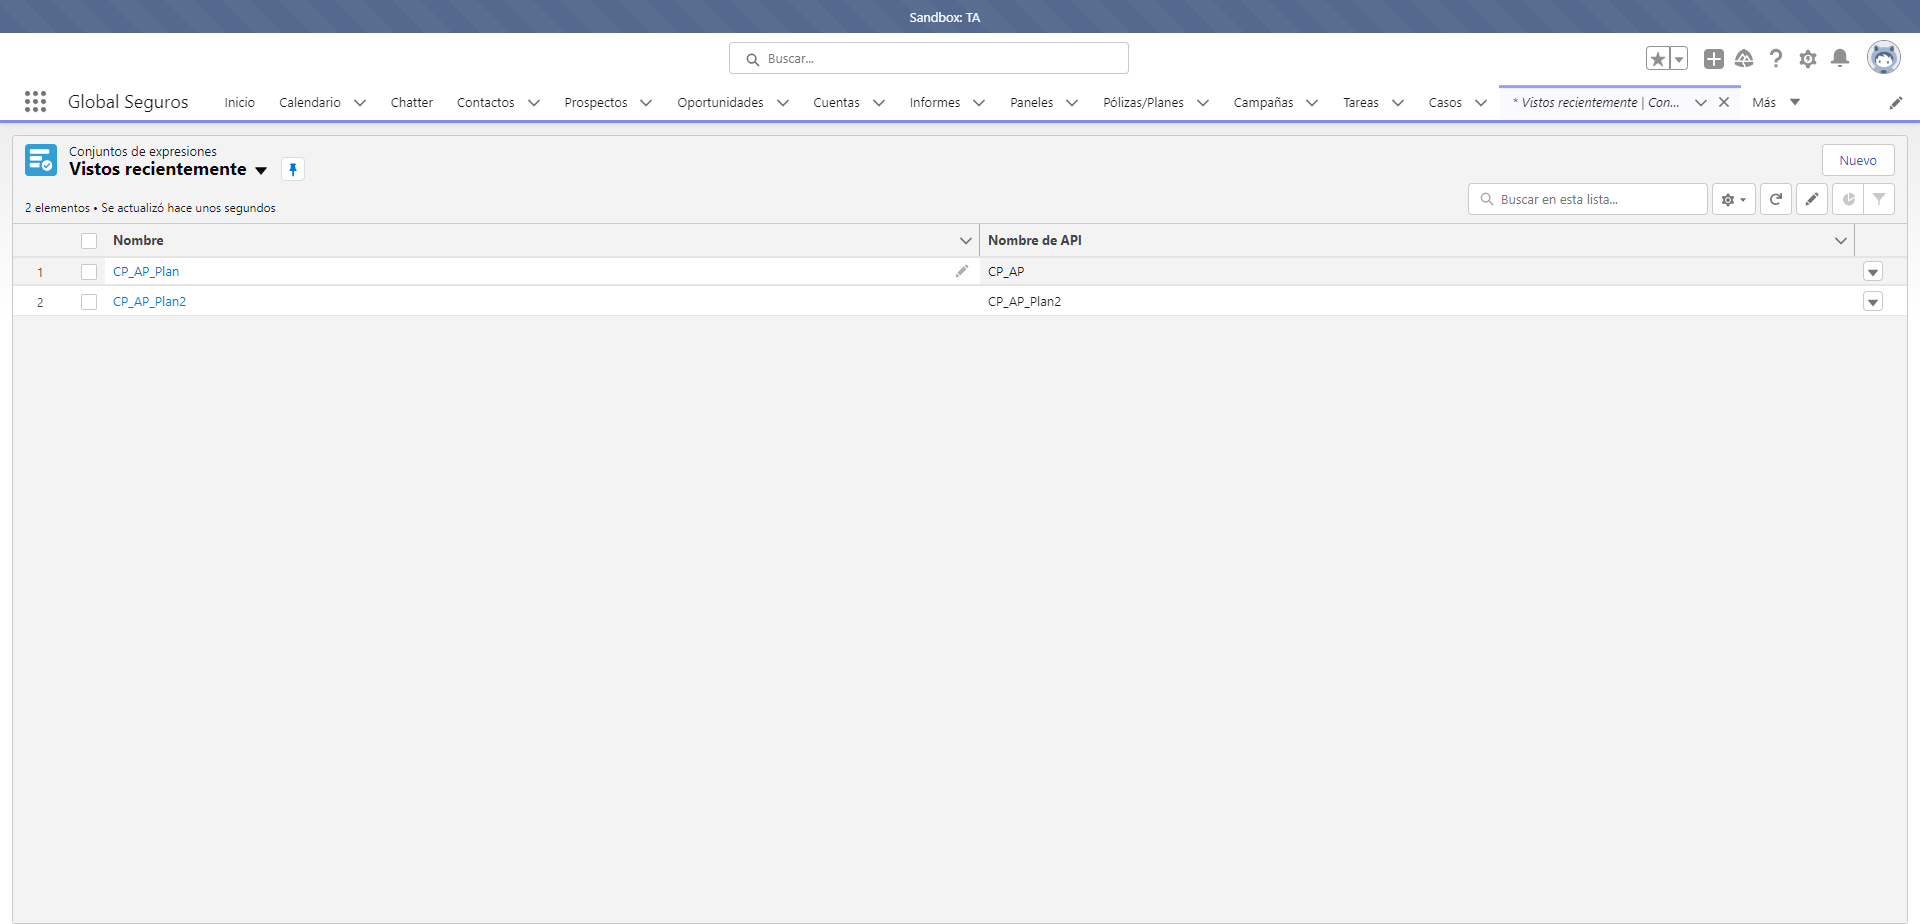 Sandbox: TA
Buscar...
Global Seguros
Inicio
Calendario
Chatter
Contactos
Prospectos
Oportunidades
Cuentas
Informes
Paneles
Pólizas/Planes
Campañas
Tareas
Casos
* Vistos recientemente | Con...
Más
Conjuntos de expresiones
Vistos recientemente
Nuevo
2 elementos • Se actualizó hace unos segundos
Buscar en esta lista...
Nombre
Nombre de API
1
CP_AP_Plan
CP_AP
2
CP_AP_Plan2
CP_AP_Plan2